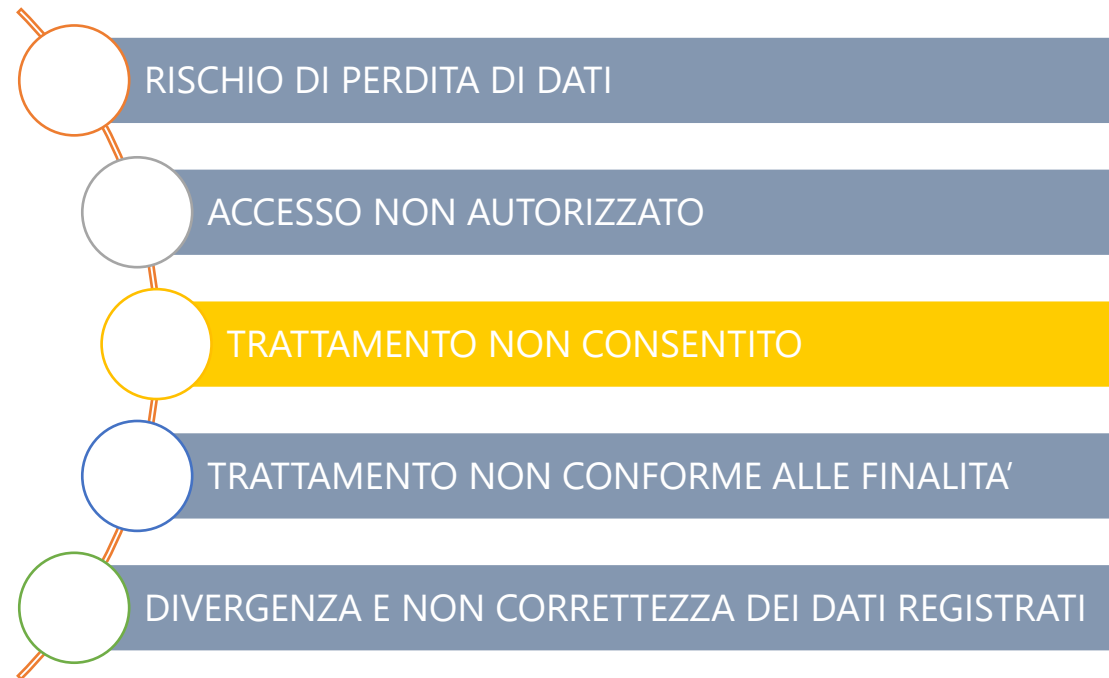 RISCHIO DI PERDITA DI DATI
ACCESSO NON AUTORIZZATO
TRATTAMENTO NON CONSENTITO
TRATTAMENTO NON CONFORME ALLE FINALITA’
DIVERGENZA E NON CORRETTEZZA DEI DATI REGISTRATI